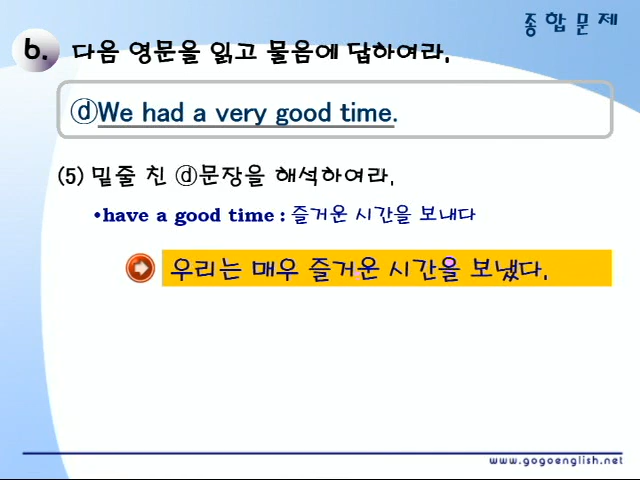 종합문제
6. 다음 영문을 읽고 물음에 답하여라.
ⓓWe had a very good time.
(5) 밑줄 친 ⓓ문장을 해석하여라.
•have a good time : 즐거운 시간을 보내다
우리는 매우 즐거운 시간을 보냈다.
www.gogoenglish.net